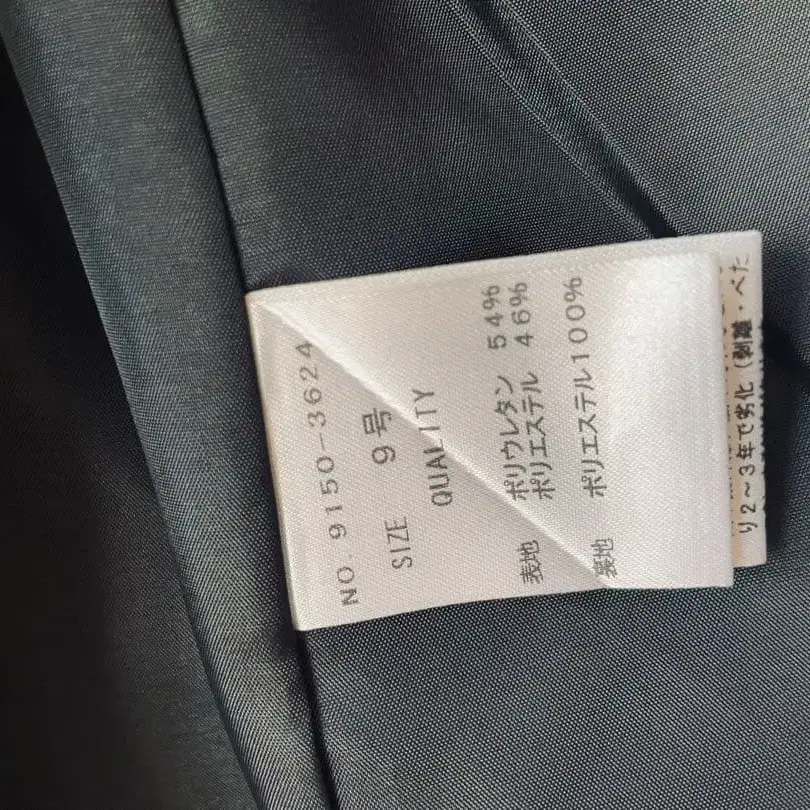 NO. 9150-3624
SIZE 9号
QUALITY
表地 ポリウレタン 54%
ポリエステル 46%
裏地 ポリエステル100%
り2～3年で劣化(剥離・べた